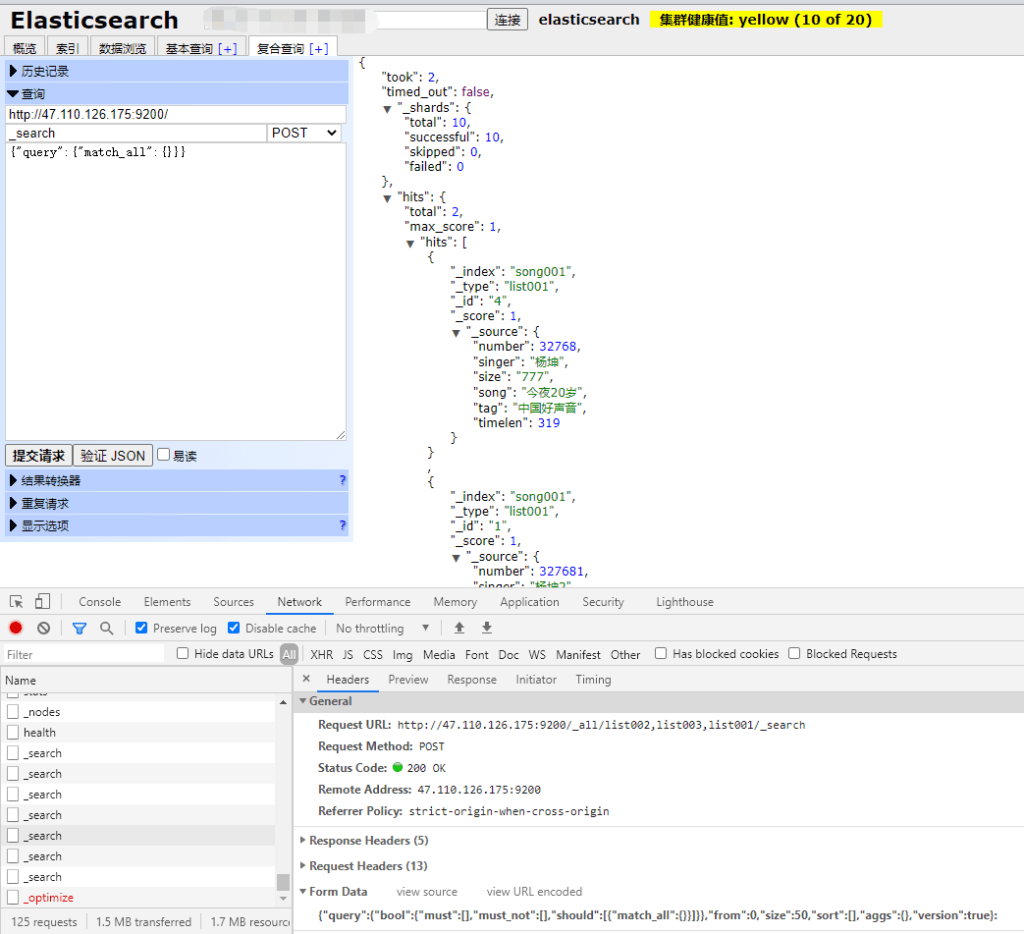 Elasticsearch 连接 elasticsearch 集群健康值: yellow (10 of 20)
概览 索引 数据浏览 基本查询 [+] 复合查询 [+]
历史记录
查询
http://47.110.126.175:9200/
_search POST
{"query":{"match_all":{}}}
提交请求 验证 JSON 易读
结果转换器 ?
重复请求
显示选项 ?
{
"took": 2,
"timed_out": false,
"_shards": {
"total": 10,
"successful": 10,
"skipped": 0,
"failed": 0
},
"hits": {
"total": 2,
"max_score": 1,
"hits": [
{
"_index": "song001",
"_type": "list001",
"_id": "4",
"_score": 1,
"_source": {
"number": 32768,
"singer": "杨坤",
"size": "777",
"song": "今夜20岁",
"tag": "中国好声音",
"timelen": 319
}
}
,
{
"_index": "song001",
"_type": "list001",
"_id": "1",
"_score": 1,
"_source": {
"number": 327681,
"singer": "杨坤2"
Console Elements Sources Network Performance Memory Application Security Lighthouse
Preserve log Disable cache No throttling
Filter Hide data URLs All XHR JS CSS Img Media Font Doc WS Manifest Other Has blocked cookies Blocked Requests
Name
stats
_nodes
health
_search
_search
_search
_search
_search
_search
_search
_optimize
125 requests 1.5 MB transferred 1.7 MB resourc
× Headers Preview Response Initiator Timing
General
Request URL: http://47.110.126.175:9200/_all/list002,list003,list001/_search
Request Method: POST
Status Code: 200 OK
Remote Address: 47.110.126.175:9200
Referrer Policy: strict-origin-when-cross-origin
Response Headers (5)
Request Headers (13)
Form Data view source view URL encoded
{"query":{"bool":{"must":[],"must_not":[],"should":[{"match_all":{}}]}},"from":0,"size":50,"sort":[],"aggs":{},"version":true}: